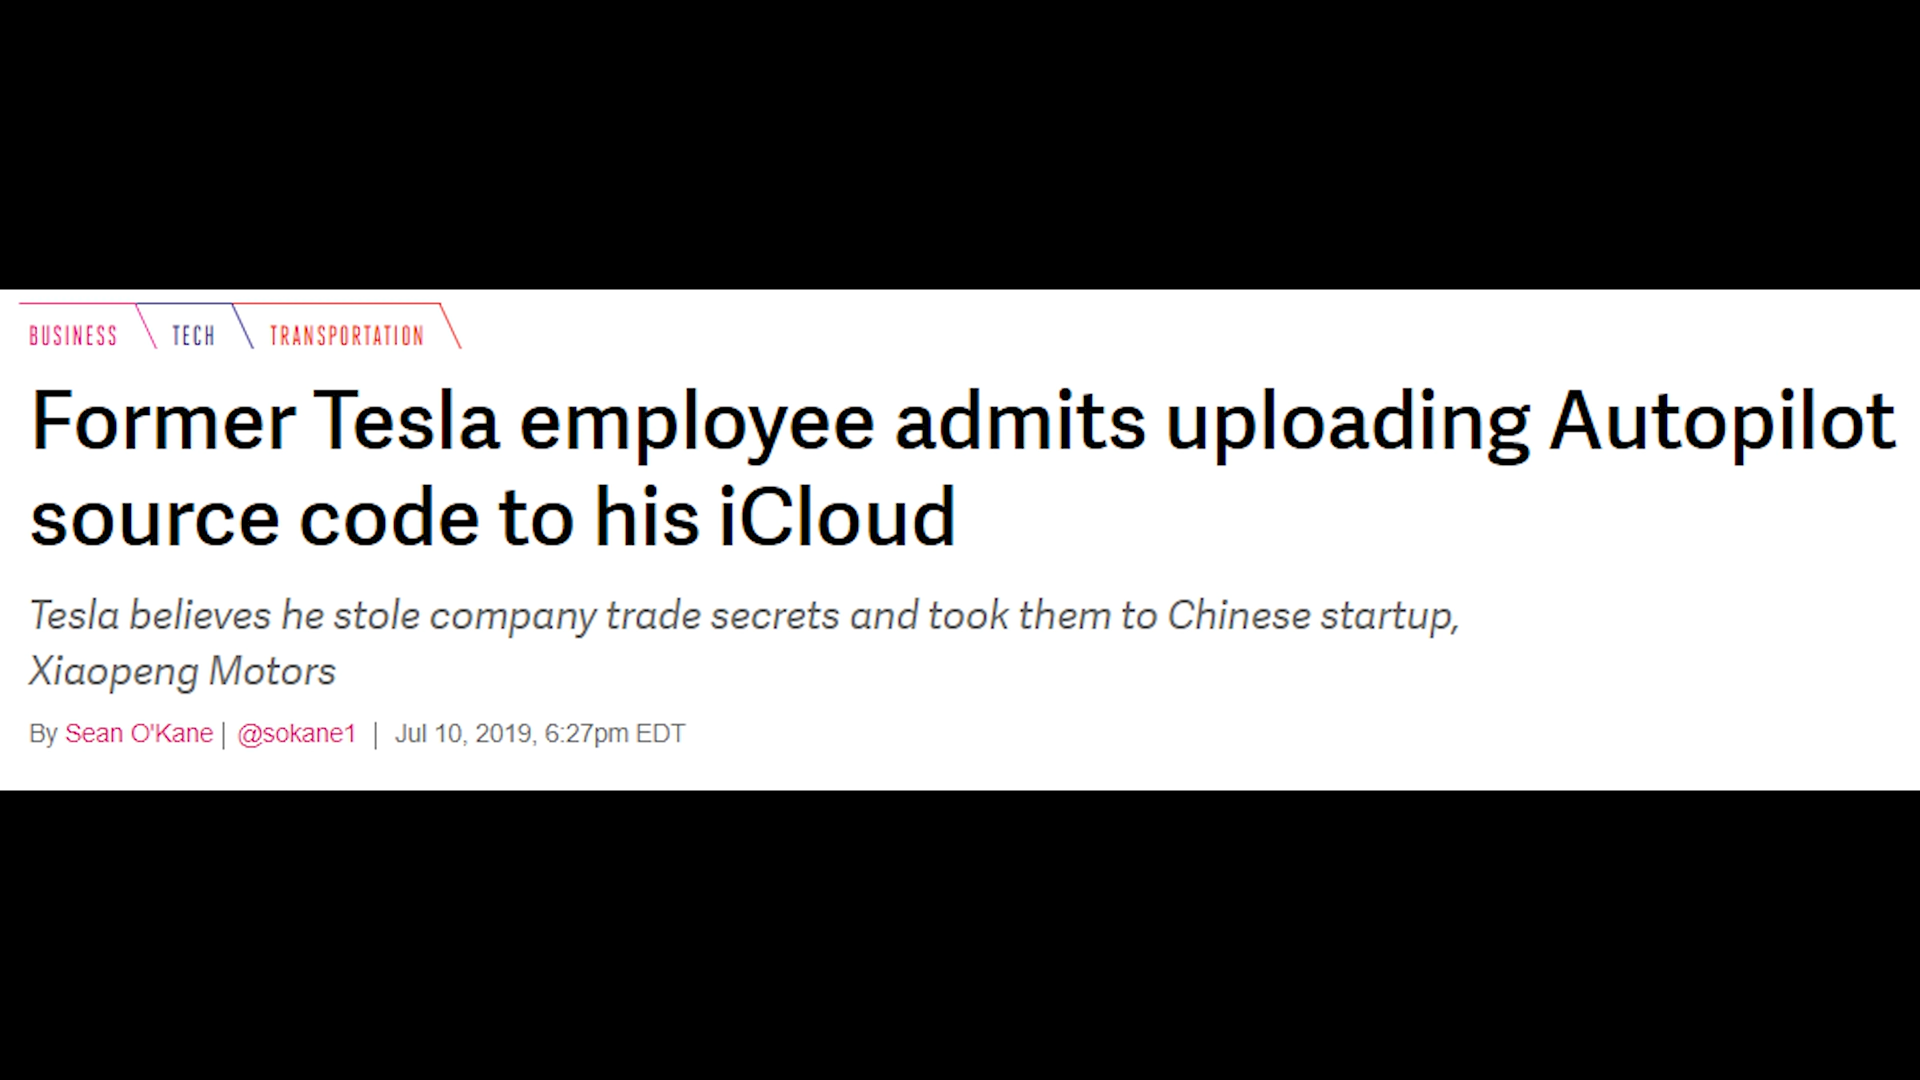 BUSINESS TECH TRANSPORTATION
Former Tesla employee admits uploading Autopilot
source code to his iCloud
Tesla believes he stole company trade secrets and took them to Chinese startup,
Xiaopeng Motors
By Sean O'Kane | @sokane1 | Jul 10, 2019, 6:27pm EDT